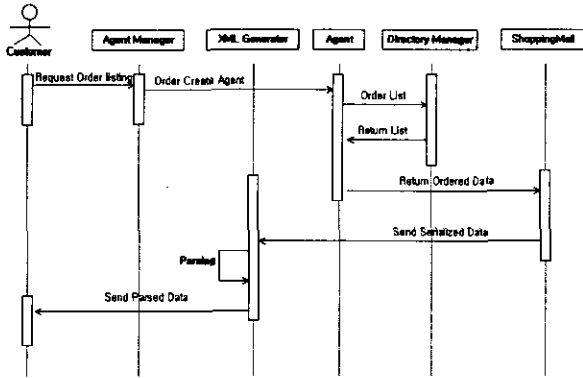 Customer
Agent Manager
XML Generator
Agent
Directory Manager
ShoppingMall
Request Order listing
Order Create Agent
Order List
Return List
Return Ordered Data
Send Serialized Data
Parsing
Send Parsed Data